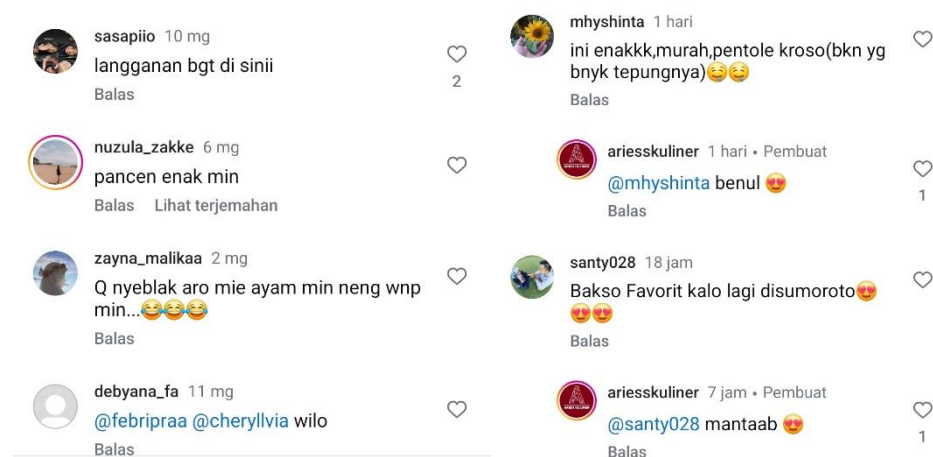 sasapiio 10 mg
langganan bgt di sinii
2
Balas
nuzula_zakke 6 mg
pancen enak min
Balas Lihat terjemahan
zayna_malikaa 2 mg
Q nyeblak aro mie ayam min neng wnp
min...😂😂😂
Balas
debyana_fa 11 mg
@febripraa @cheryllvia wilo
Balas
mhyshinta 1 hari
ini enakkk,murah,pentole kroso(bkn yg
bnyk tepungnya)🤤🤤
Balas
ariesskuliner 1 hari • Pembuat
@mhyshinta benul 😍
1
Balas
santy028 18 jam
Bakso Favorit kalo lagi disumoroto😍
😍😍
Balas
ariesskuliner 7 jam • Pembuat
@santy028 mantaab 😍
1
Balas